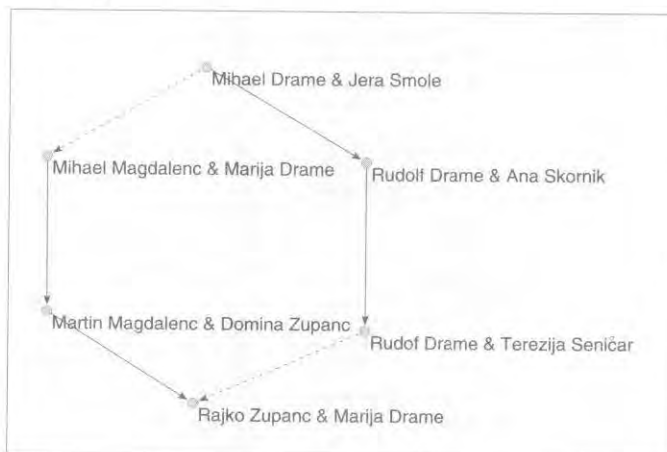 Mihael Drame & Jera Smole
Mihael Magdalenc & Marija Drame
Rudolf Drame & Ana Skornik
Martin Magdalenc & Domina Zupanc
Rudof Drame & Terezija Seničar
Rajko Zupanc & Marija Drame